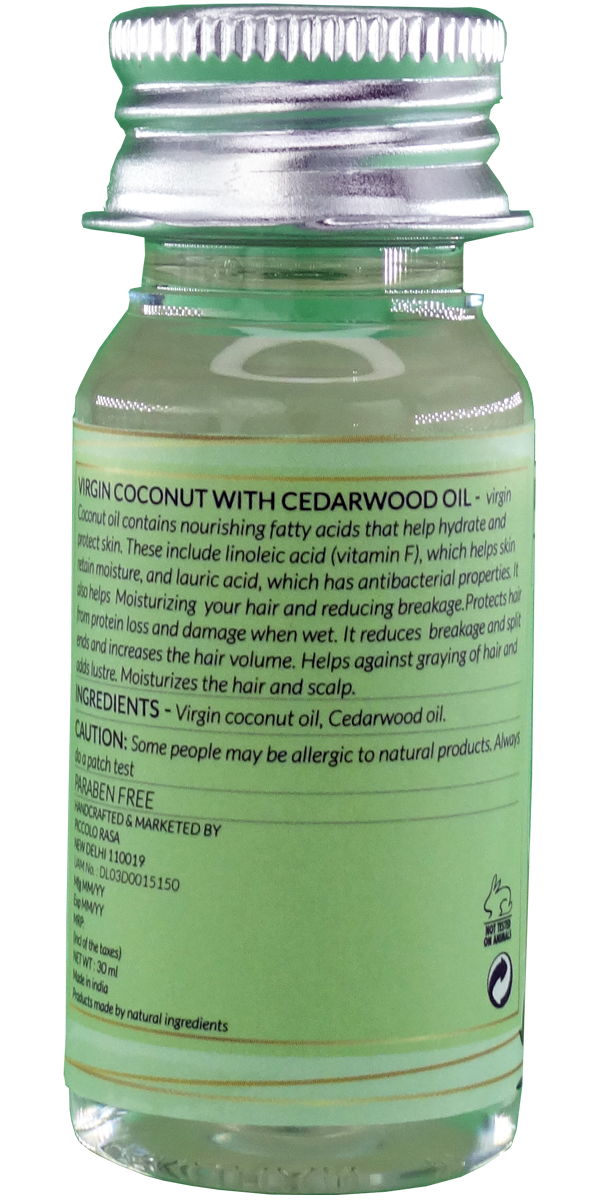 VIRGIN COCONUT WITH CEDARWOOD OIL - virgin
Coconut oil contains nourishing fatty acids that help hydrate and
protect skin. These include linoleic acid (vitamin F), which helps skin
retain moisture, and lauric acid, which has antibacterial properties. It
also helps Moisturizing your hair and reducing breakage.Protects hair
from protein loss and damage when wet. It reduces breakage and split
ends and increases the hair volume. Helps against graying of hair and
adds lustre. Moisturizes the hair and scalp.
INGREDIENTS - Virgin coconut oil, Cedarwood oil.
CAUTION: Some people may be allergic to natural products. Always
do a patch test
PARABEN FREE
HANDCRAFTED & MARKETED BY
PICCOLO RASA
NEW DELHI 110019
UAM No.: DL03D0015150
Mfg MM/YY
Exp MM/YY
MRP
(incl of the taxes)
NET WT : 30 ml
Made in india
Products made by natural ingredients
NOT TESTED
ON ANIMALS